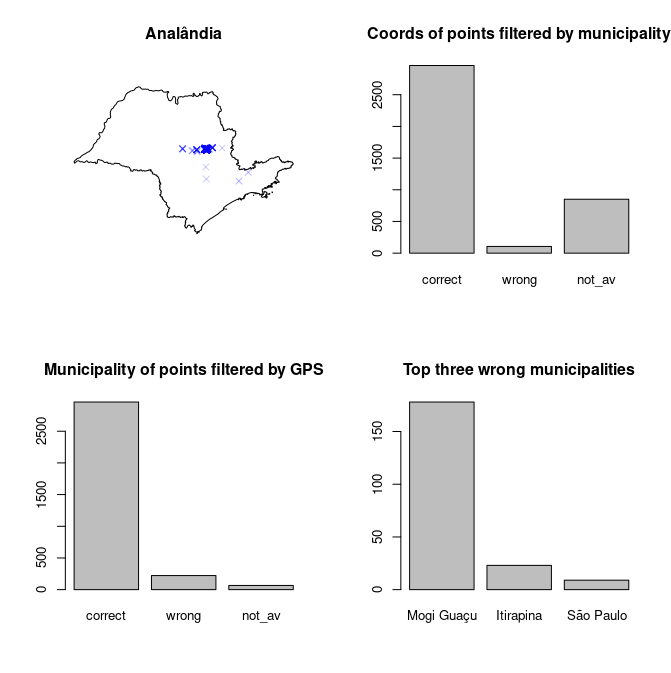 Analândia
Coords of points filtered by municipality
2500
1500
500
0
correct wrong not_av
Municipality of points filtered by GPS
2500
1500
500
0
correct wrong not_av
Top three wrong municipalities
150
100
50
0
Mogi Guaçu Itirapina São Paulo